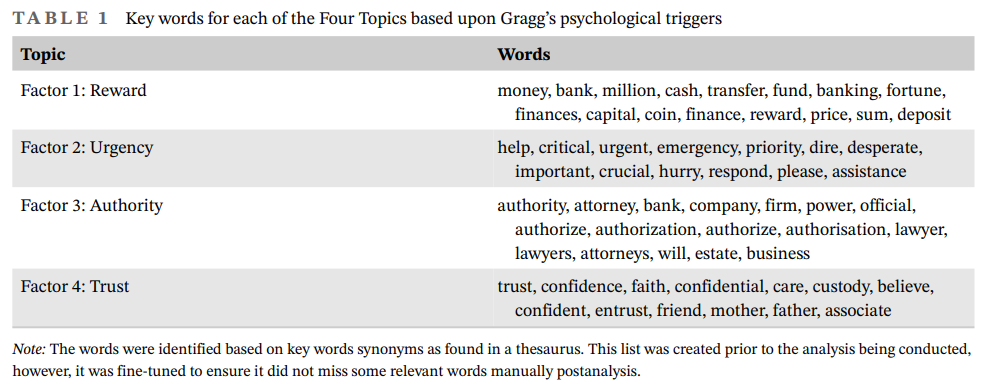 TABLE 1 Key words for each of the Four Topics based upon Gragg’s psychological triggers
Topic Words
Factor 1: Reward money, bank, million, cash, transfer, fund, banking, fortune,
finances, capital, coin, finance, reward, price, sum, deposit
Factor 2: Urgency help, critical, urgent, emergency, priority, dire, desperate,
important, crucial, hurry, respond, please, assistance
Factor 3: Authority authority, attorney, bank, company, firm, power, official,
authorize, authorization, authorize, authorisation, lawyer,
lawyers, attorneys, will, estate, business
Factor 4: Trust trust, confidence, faith, confidential, care, custody, believe,
confident, entrust, friend, mother, father, associate
Note: The words were identified based on key words synonyms as found in a thesaurus. This list was created prior to the analysis being conducted,
however, it was fine-tuned to ensure it did not miss some relevant words manually postanalysis.